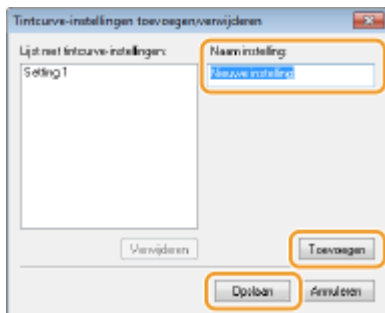 Tintcurve-instellingen toevoegen/verwijderen
Lijst met tintcurve-instellingen:
Naam instelling:
Setting 1
Nieuwe instelling
Verwijderen
Toevoegen
Opslaan
Annuleren